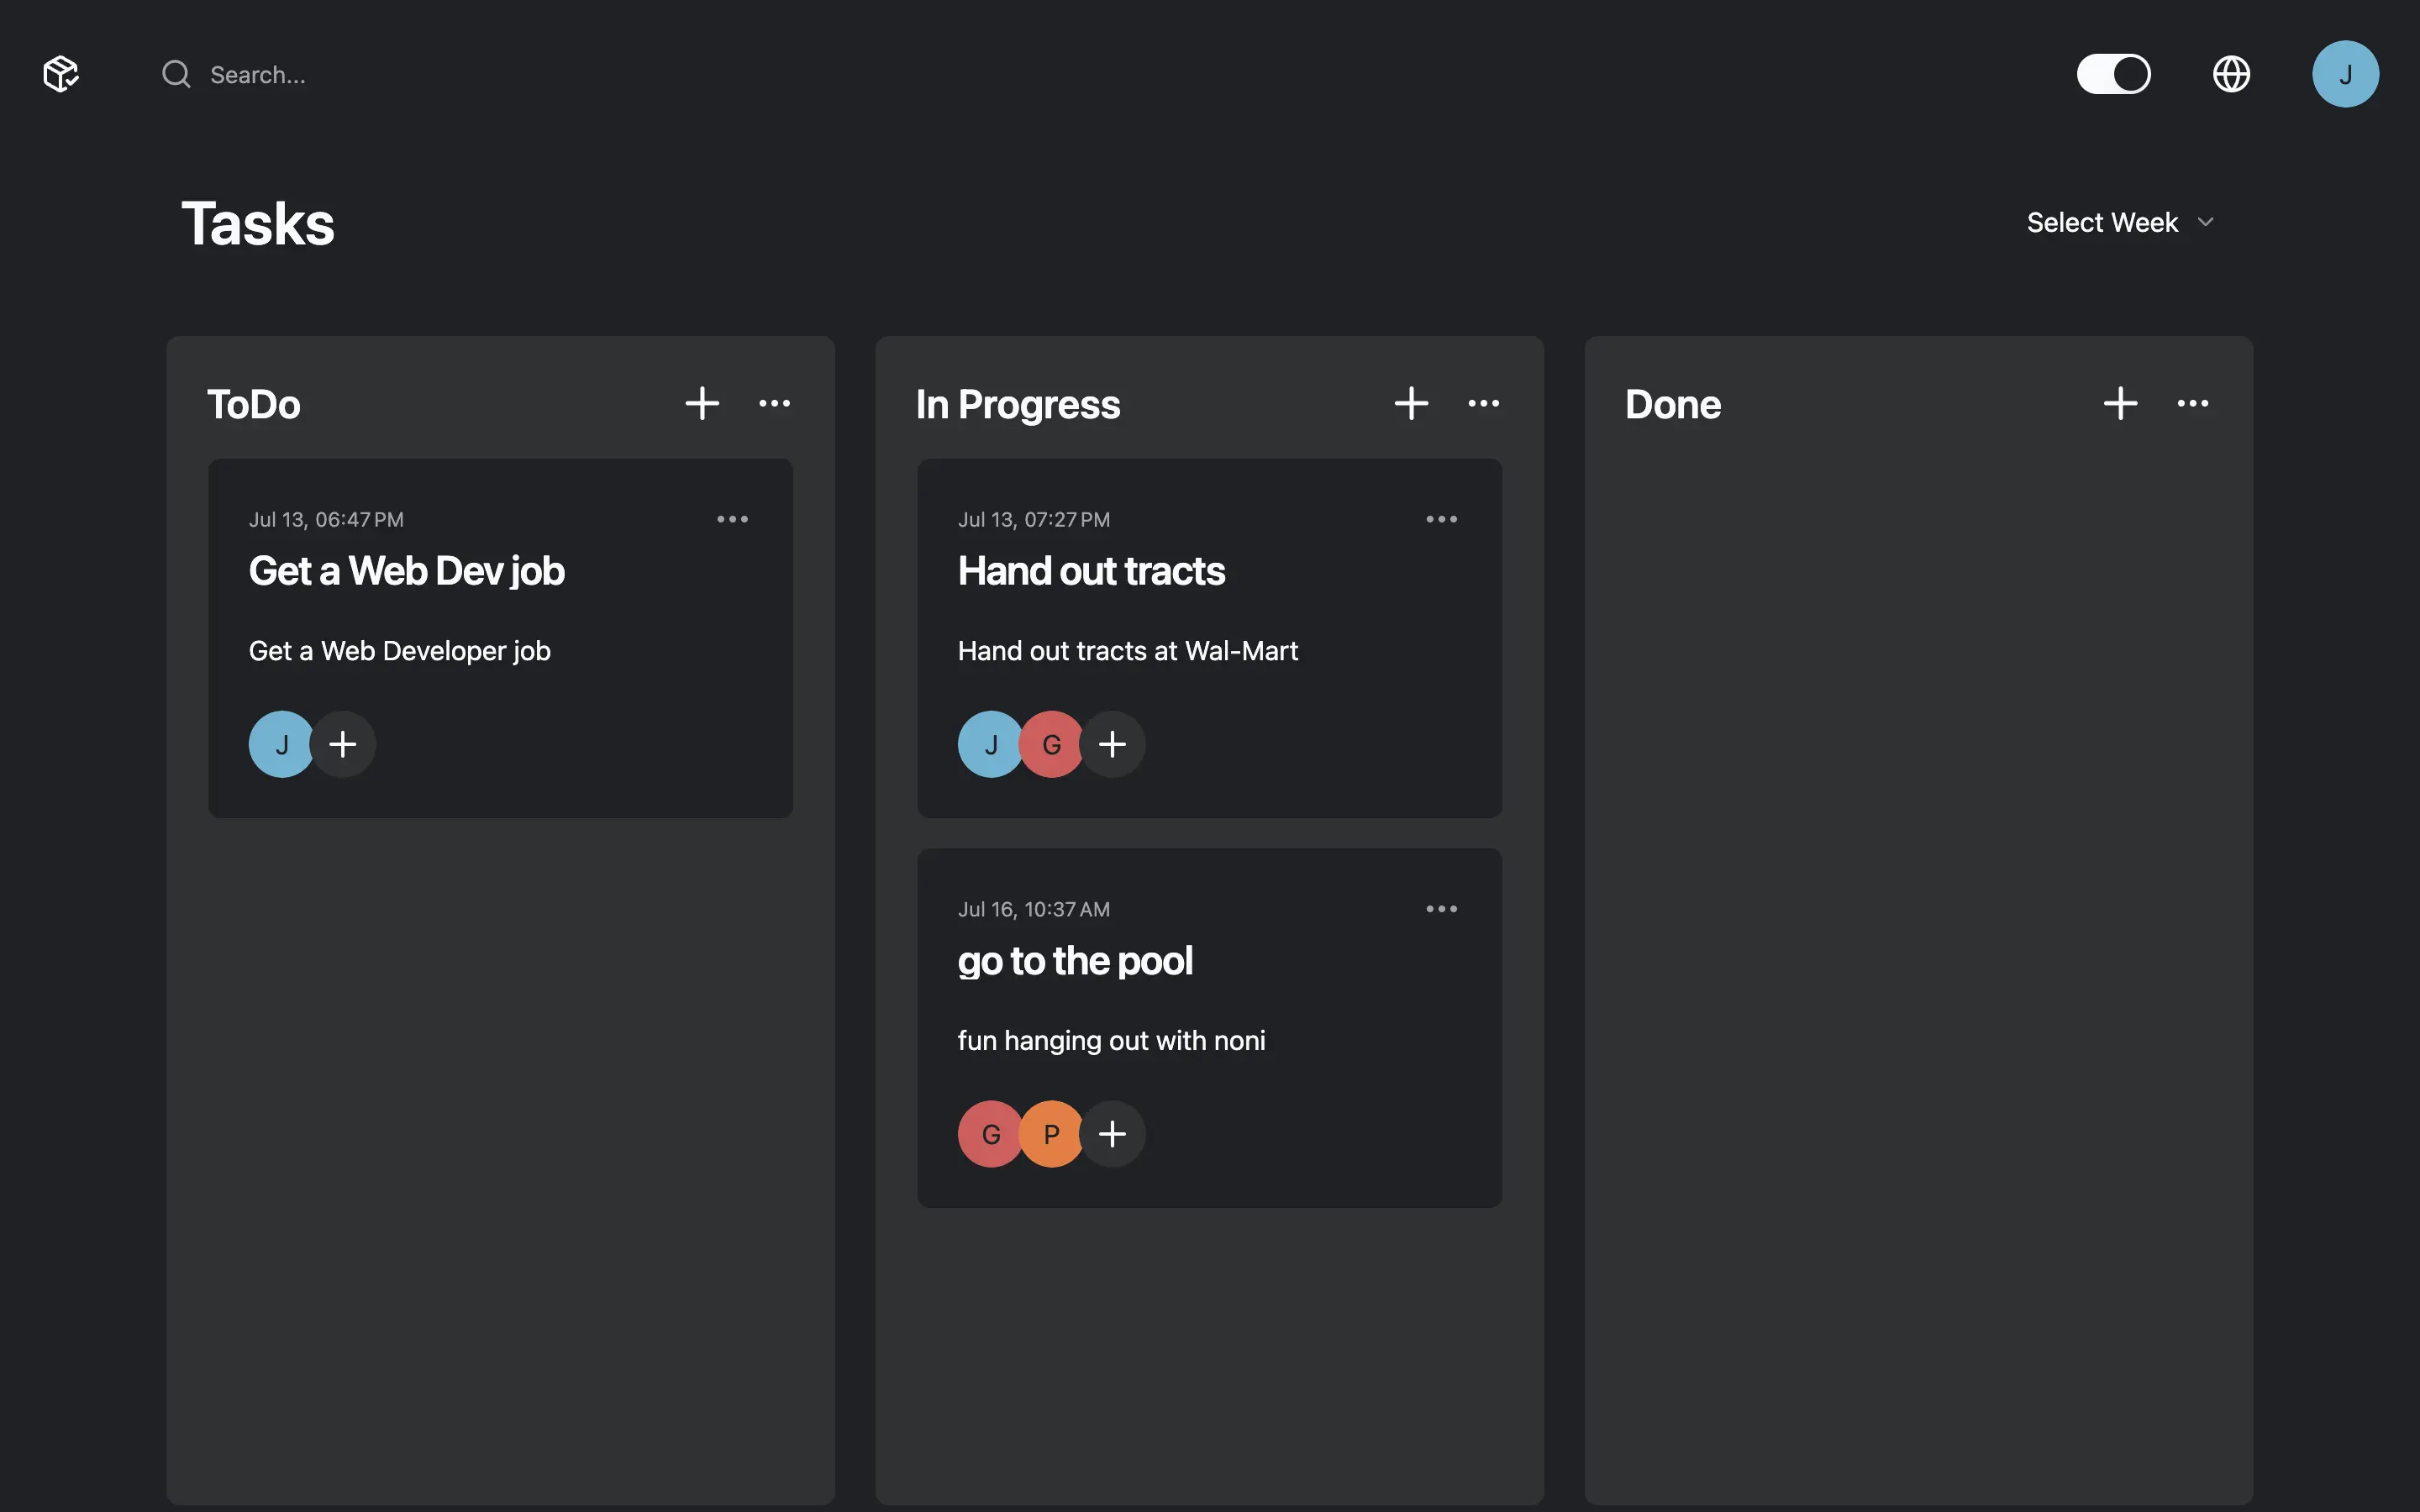 Search...
J
Tasks
Select Week
ToDo
Jul 13, 06:47 PM
Get a Web Dev job
Get a Web Developer job
J
In Progress
Jul 13, 07:27 PM
Hand out tracts
Hand out tracts at Wal-Mart
J G
Jul 16, 10:37 AM
go to the pool
fun hanging out with noni
G P
Done